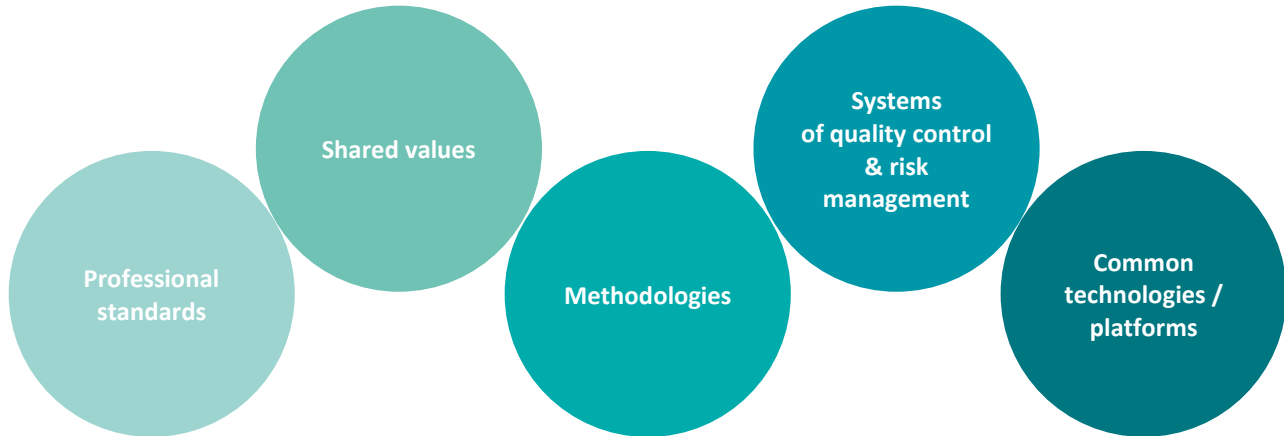 Professional
standards
Shared values
Methodologies
Systems
of quality control
& risk
management
Common
technologies /
platforms